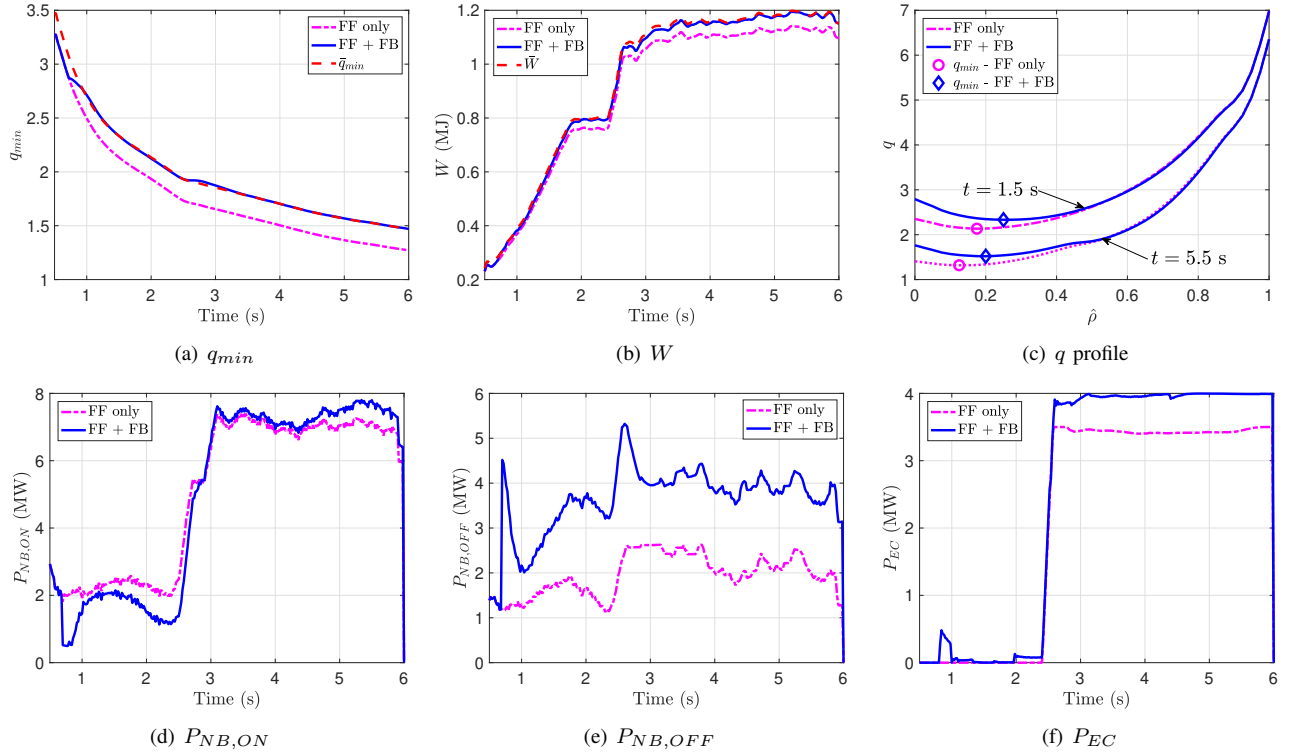 3.5
3
2.5
2
1.5
1
q_min
FF only
FF + FB
q̄_min
1 2 3 4 5 6
Time (s)
(a) q_min
1.2
1
0.8
0.6
0.4
0.2
W (MJ)
FF only
FF + FB
W̄
1 2 3 4 5 6
Time (s)
(b) W
7
6
5
4
3
2
1
q
FF only
FF + FB
q_min - FF only
q_min - FF + FB
t = 1.5 s
t = 5.5 s
0 0.2 0.4 0.6 0.8 1
ρ̂
(c) q profile
8
6
4
2
0
P_NB,ON (MW)
FF only
FF + FB
1 2 3 4 5 6
Time (s)
(d) P_NB,ON
6
5
4
3
2
1
0
P_NB,OFF (MW)
FF only
FF + FB
1 2 3 4 5 6
Time (s)
(e) P_NB,OFF
4
3
2
1
0
P_EC (MW)
FF only
FF + FB
1 2 3 4 5 6
Time (s)
(f) P_EC